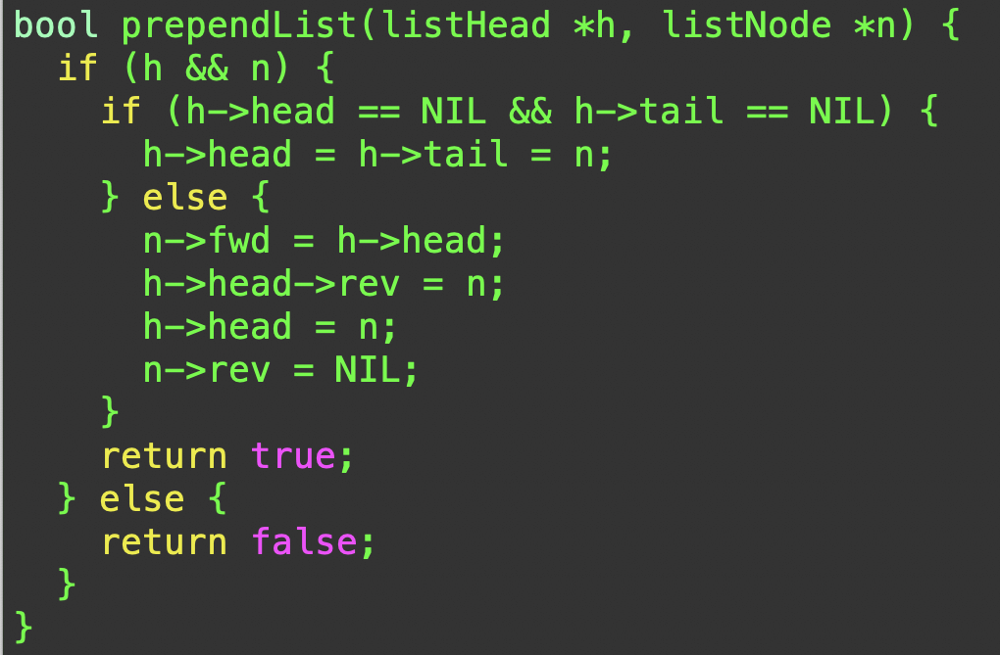 bool prependList(listHead *h, listNode *n) {
  if (h && n) {
    if (h->head == NIL && h->tail == NIL) {
      h->head = h->tail = n;
    } else {
      n->fwd = h->head;
      h->head->rev = n;
      h->head = n;
      n->rev = NIL;
    }
    return true;
  } else {
    return false;
  }
}